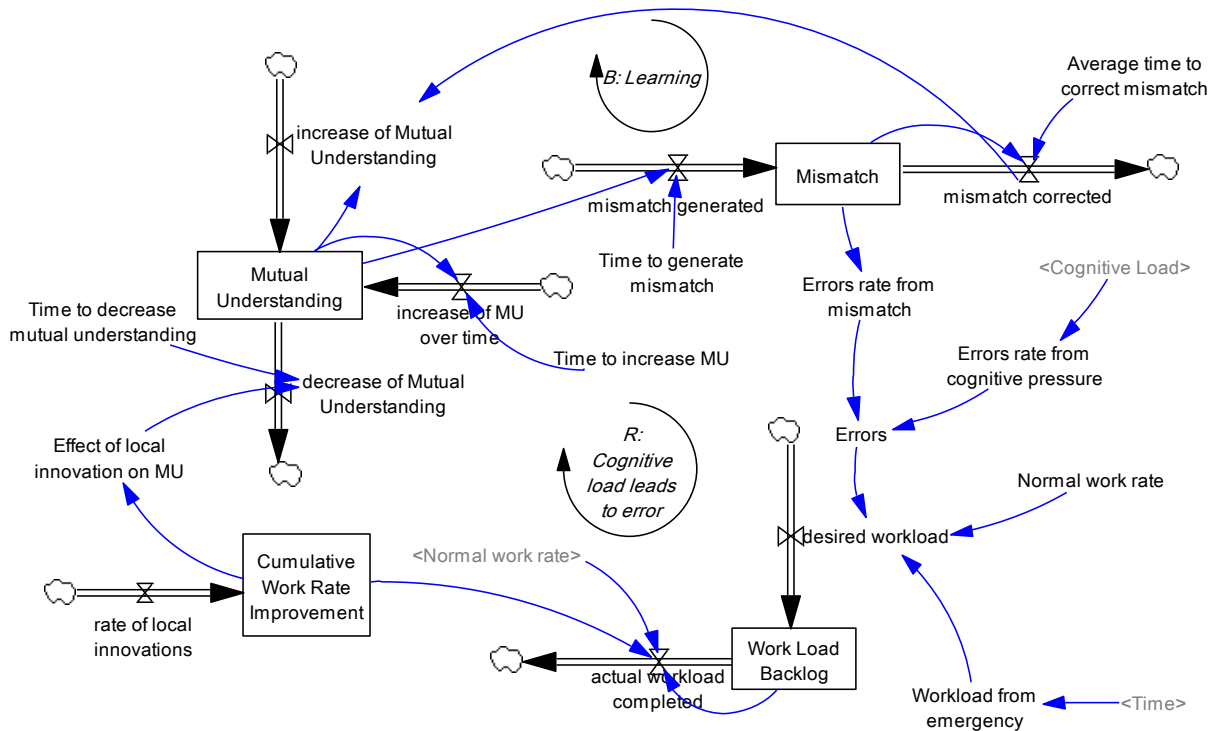 B: Learning
Average time to
correct mismatch
increase of Mutual
Understanding
Mismatch
mismatch generated
mismatch corrected
Time to generate
mismatch
Mutual
Understanding
<Cognitive Load>
Errors rate from
mismatch
Time to decrease
mutual understanding
increase of MU
over time
Time to increase MU
Errors rate from
cognitive pressure
decrease of Mutual
Understanding
R:
Cognitive
load leads
to error
Effect of local
innovation on MU
Errors
Normal work rate
desired workload
<Normal work rate>
Cumulative
Work Rate
Improvement
rate of local
innovations
Work Load
Backlog
actual workload
completed
Workload from
emergency
<Time>